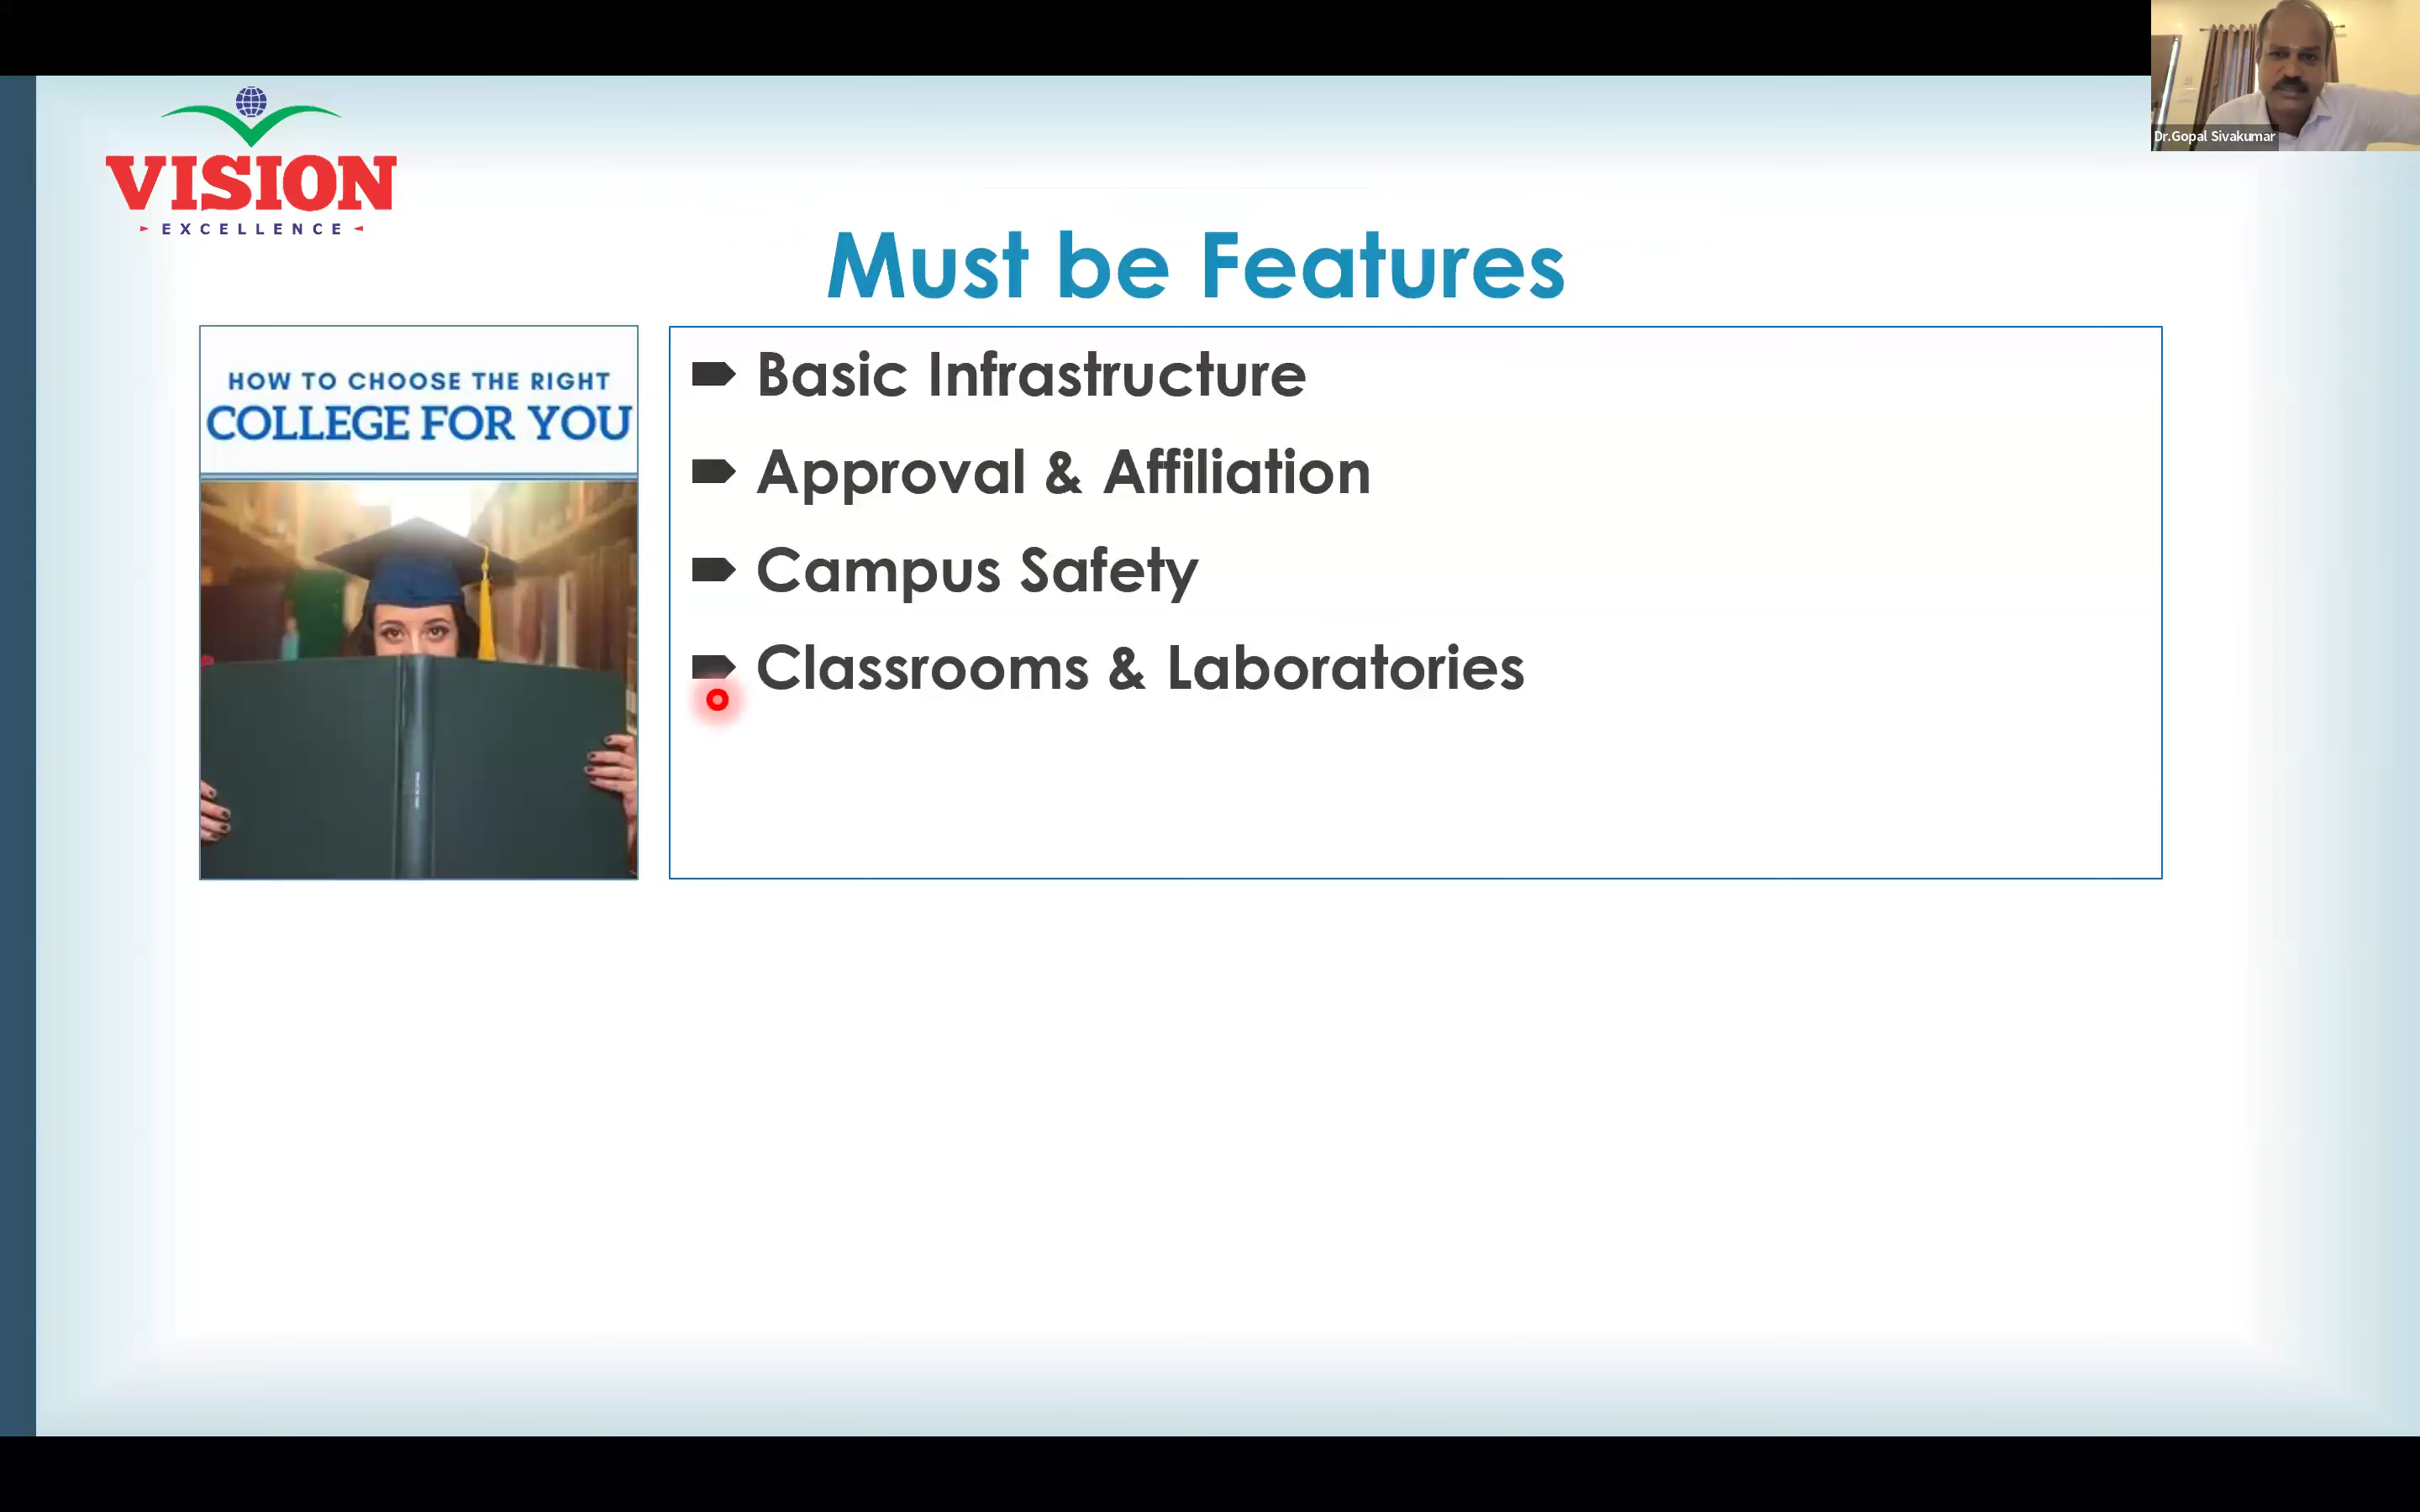 Dr.Gopal Sivakumar
VISION
EXCELLENCE
Must be Features
HOW TO CHOOSE THE RIGHT
COLLEGE FOR YOU
Basic Infrastructure
Approval & Affiliation
Campus Safety
Classrooms & Laboratories